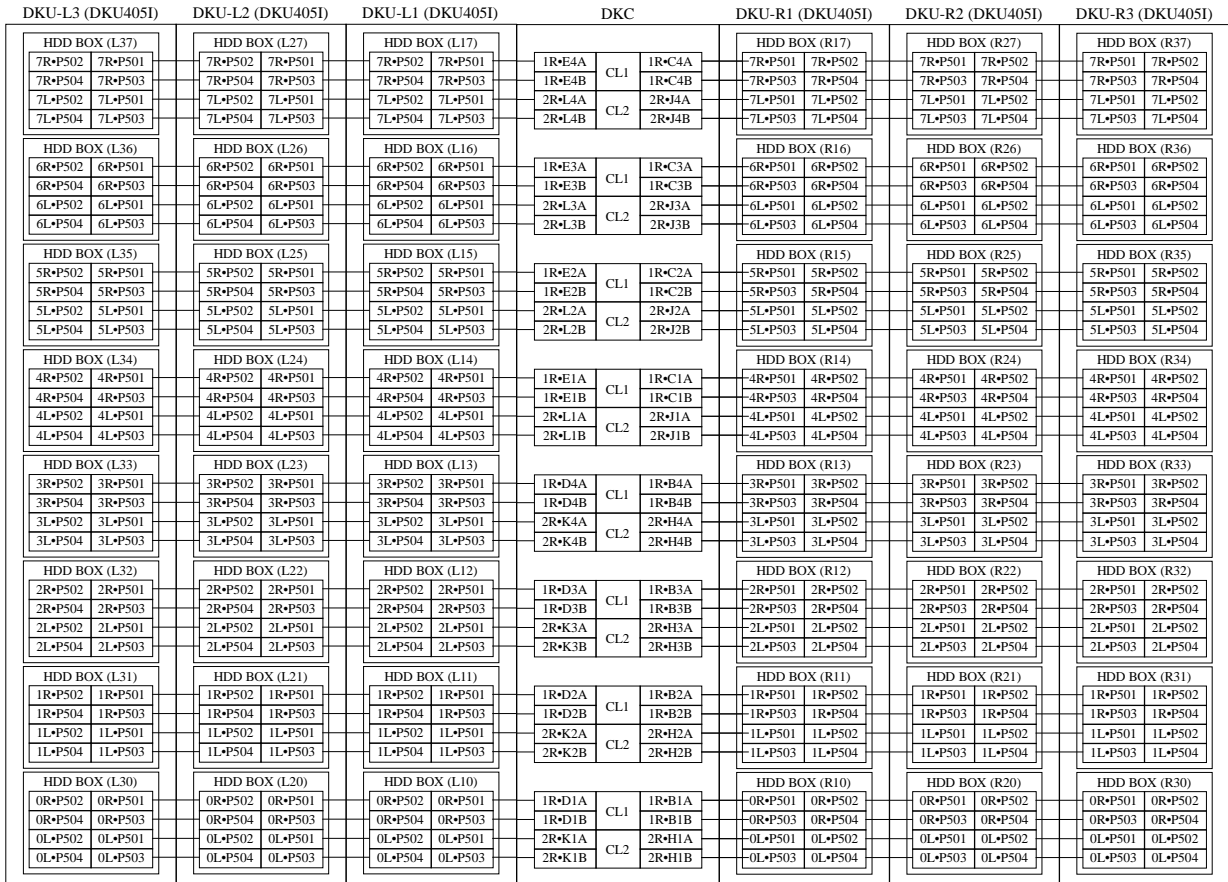 DKU-L3 (DKU405I) DKU-L2 (DKU405I) DKU-L1 (DKU405I) DKC DKU-R1 (DKU405I) DKU-R2 (DKU405I) DKU-R3 (DKU405I)
HDD BOX (L37) HDD BOX (L27) HDD BOX (L17) HDD BOX (R17) HDD BOX (R27) HDD BOX (R37)
7R•P502 7R•P501 7R•P502 7R•P501 7R•P502 7R•P501 1R•E4A CL1 1R•C4A 7R•P501 7R•P502 7R•P501 7R•P502 7R•P501 7R•P502
7R•P504 7R•P503 7R•P504 7R•P503 7R•P504 7R•P503 1R•E4B 1R•C4B 7R•P503 7R•P504 7R•P503 7R•P504 7R•P503 7R•P504
7L•P502 7L•P501 7L•P502 7L•P501 7L•P502 7L•P501 2R•L4A CL2 2R•J4A 7L•P501 7L•P502 7L•P501 7L•P502 7L•P501 7L•P502
7L•P504 7L•P503 7L•P504 7L•P503 7L•P504 7L•P503 2R•L4B 2R•J4B 7L•P503 7L•P504 7L•P503 7L•P504 7L•P503 7L•P504
HDD BOX (L36) HDD BOX (L26) HDD BOX (L16) HDD BOX (R16) HDD BOX (R26) HDD BOX (R36)
6R•P502 6R•P501 6R•P502 6R•P501 6R•P502 6R•P501 1R•E3A CL1 1R•C3A 6R•P501 6R•P502 6R•P501 6R•P502 6R•P501 6R•P502
6R•P504 6R•P503 6R•P504 6R•P503 6R•P504 6R•P503 1R•E3B 1R•C3B 6R•P503 6R•P504 6R•P503 6R•P504 6R•P503 6R•P504
6L•P502 6L•P501 6L•P502 6L•P501 6L•P502 6L•P501 2R•L3A CL2 2R•J3A 6L•P501 6L•P502 6L•P501 6L•P502 6L•P501 6L•P502
6L•P504 6L•P503 6L•P504 6L•P503 6L•P504 6L•P503 2R•L3B 2R•J3B 6L•P503 6L•P504 6L•P503 6L•P504 6L•P503 6L•P504
HDD BOX (L35) HDD BOX (L25) HDD BOX (L15) HDD BOX (R15) HDD BOX (R25) HDD BOX (R35)
5R•P502 5R•P501 5R•P502 5R•P501 5R•P502 5R•P501 1R•E2A CL1 1R•C2A 5R•P501 5R•P502 5R•P501 5R•P502 5R•P501 5R•P502
5R•P504 5R•P503 5R•P504 5R•P503 5R•P504 5R•P503 1R•E2B 1R•C2B 5R•P503 5R•P504 5R•P503 5R•P504 5R•P503 5R•P504
5L•P502 5L•P501 5L•P502 5L•P501 5L•P502 5L•P501 2R•L2A CL2 2R•J2A 5L•P501 5L•P502 5L•P501 5L•P502 5L•P501 5L•P502
5L•P504 5L•P503 5L•P504 5L•P503 5L•P504 5L•P503 2R•L2B 2R•J2B 5L•P503 5L•P504 5L•P503 5L•P504 5L•P503 5L•P504
HDD BOX (L34) HDD BOX (L24) HDD BOX (L14) HDD BOX (R14) HDD BOX (R24) HDD BOX (R34)
4R•P502 4R•P501 4R•P502 4R•P501 4R•P502 4R•P501 1R•E1A CL1 1R•C1A 4R•P501 4R•P502 4R•P501 4R•P502 4R•P501 4R•P502
4R•P504 4R•P503 4R•P504 4R•P503 4R•P504 4R•P503 1R•E1B 1R•C1B 4R•P503 4R•P504 4R•P503 4R•P504 4R•P503 4R•P504
4L•P502 4L•P501 4L•P502 4L•P501 4L•P502 4L•P501 2R•L1A CL2 2R•J1A 4L•P501 4L•P502 4L•P501 4L•P502 4L•P501 4L•P502
4L•P504 4L•P503 4L•P504 4L•P503 4L•P504 4L•P503 2R•L1B 2R•J1B 4L•P503 4L•P504 4L•P503 4L•P504 4L•P503 4L•P504
HDD BOX (L33) HDD BOX (L23) HDD BOX (L13) HDD BOX (R13) HDD BOX (R23) HDD BOX (R33)
3R•P502 3R•P501 3R•P502 3R•P501 3R•P502 3R•P501 1R•D4A CL1 1R•B4A 3R•P501 3R•P502 3R•P501 3R•P502 3R•P501 3R•P502
3R•P504 3R•P503 3R•P504 3R•P503 3R•P504 3R•P503 1R•D4B 1R•B4B 3R•P503 3R•P504 3R•P503 3R•P504 3R•P503 3R•P504
3L•P502 3L•P501 3L•P502 3L•P501 3L•P502 3L•P501 2R•K4A CL2 2R•H4A 3L•P501 3L•P502 3L•P501 3L•P502 3L•P501 3L•P502
3L•P504 3L•P503 3L•P504 3L•P503 3L•P504 3L•P503 2R•K4B 2R•H4B 3L•P503 3L•P504 3L•P503 3L•P504 3L•P503 3L•P504
HDD BOX (L32) HDD BOX (L22) HDD BOX (L12) HDD BOX (R12) HDD BOX (R22) HDD BOX (R32)
2R•P502 2R•P501 2R•P502 2R•P501 2R•P502 2R•P501 1R•D3A CL1 1R•B3A 2R•P501 2R•P502 2R•P501 2R•P502 2R•P501 2R•P502
2R•P504 2R•P503 2R•P504 2R•P503 2R•P504 2R•P503 1R•D3B 1R•B3B 2R•P503 2R•P504 2R•P503 2R•P504 2R•P503 2R•P504
2L•P502 2L•P501 2L•P502 2L•P501 2L•P502 2L•P501 2R•K3A CL2 2R•H3A 2L•P501 2L•P502 2L•P501 2L•P502 2L•P501 2L•P502
2L•P504 2L•P503 2L•P504 2L•P503 2L•P504 2L•P503 2R•K3B 2R•H3B 2L•P503 2L•P504 2L•P503 2L•P504 2L•P503 2L•P504
HDD BOX (L31) HDD BOX (L21) HDD BOX (L11) HDD BOX (R11) HDD BOX (R21) HDD BOX (R31)
1R•P502 1R•P501 1R•P502 1R•P501 1R•P502 1R•P501 1R•D2A CL1 1R•B2A 1R•P501 1R•P502 1R•P501 1R•P502 1R•P501 1R•P502
1R•P504 1R•P503 1R•P504 1R•P503 1R•P504 1R•P503 1R•D2B 1R•B2B 1R•P503 1R•P504 1R•P503 1R•P504 1R•P503 1R•P504
1L•P502 1L•P501 1L•P502 1L•P501 1L•P502 1L•P501 2R•K2A CL2 2R•H2A 1L•P501 1L•P502 1L•P501 1L•P502 1L•P501 1L•P502
1L•P504 1L•P503 1L•P504 1L•P503 1L•P504 1L•P503 2R•K2B 2R•H2B 1L•P503 1L•P504 1L•P503 1L•P504 1L•P503 1L•P504
HDD BOX (L30) HDD BOX (L20) HDD BOX (L10) HDD BOX (R10) HDD BOX (R20) HDD BOX (R30)
0R•P502 0R•P501 0R•P502 0R•P501 0R•P502 0R•P501 1R•D1A CL1 1R•B1A 0R•P501 0R•P502 0R•P501 0R•P502 0R•P501 0R•P502
0R•P504 0R•P503 0R•P504 0R•P503 0R•P504 0R•P503 1R•D1B 1R•B1B 0R•P503 0R•P504 0R•P503 0R•P504 0R•P503 0R•P504
0L•P502 0L•P501 0L•P502 0L•P501 0L•P502 0L•P501 2R•K1A CL2 2R•H1A 0L•P501 0L•P502 0L•P501 0L•P502 0L•P501 0L•P502
0L•P504 0L•P503 0L•P504 0L•P503 0L•P504 0L•P503 2R•K1B 2R•H1B 0L•P503 0L•P504 0L•P503 0L•P504 0L•P503 0L•P504